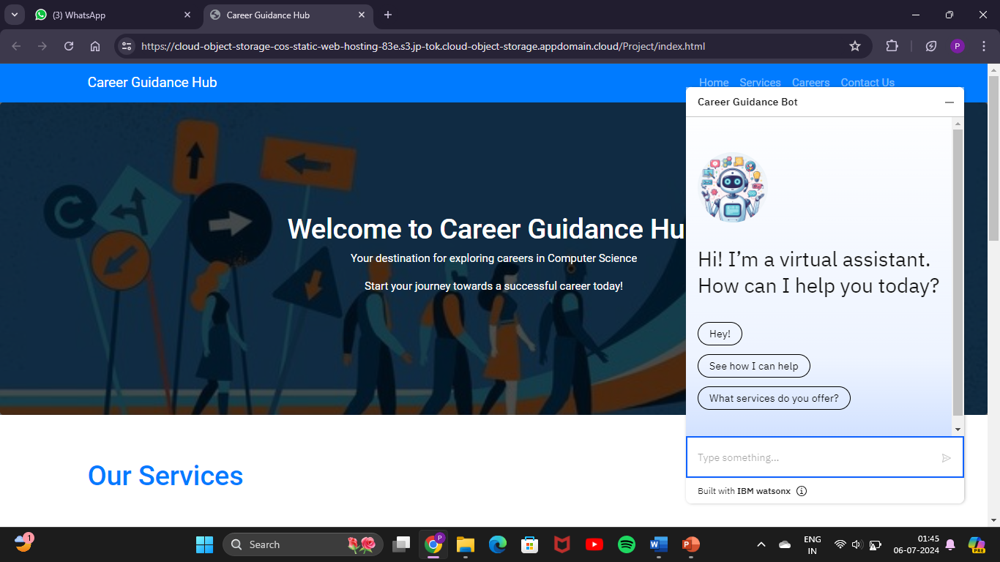 (3) WhatsApp
Career Guidance Hub
https://cloud-object-storage-cos-static-web-hosting-83e.s3.jp-tok.cloud-object-storage.appdomain.cloud/Project/index.html
P
Career Guidance Hub
Home Services Careers Contact Us
Welcome to Career Guidance Hu
Your destination for exploring careers in Computer Science
Start your journey towards a successful career today!
Our Services
Career Guidance Bot
Hi! I’m a virtual assistant.
How can I help you today?
Hey!
See how I can help
What services do you offer?
Type something...
Built with IBM watsonx
1
Search
P
W
P
ENG
IN
01:45
06-07-2024
PRE